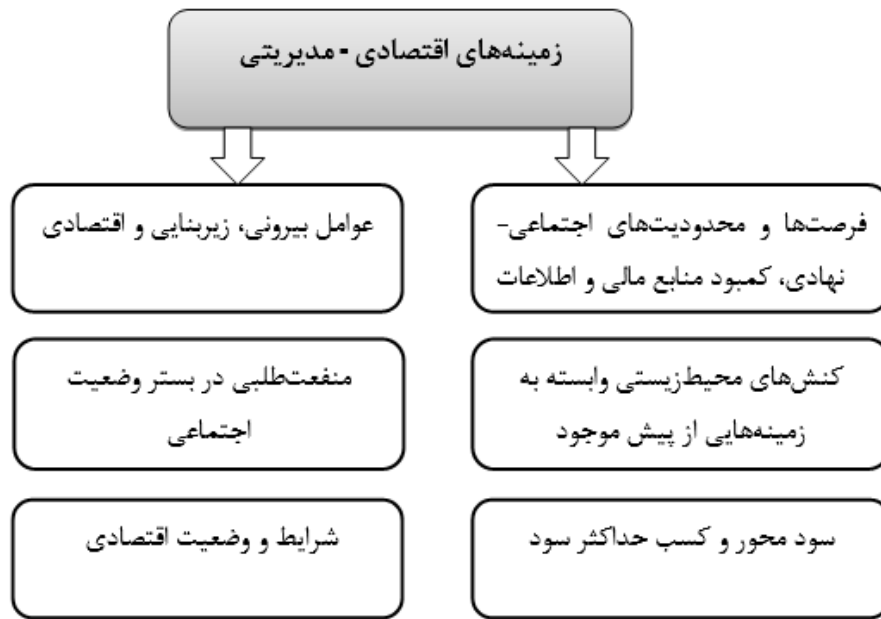 زمینه‌های اقتصادی - مدیریتی
فرصت‌ها و محدودیت‌های اجتماعی-
نهادی، کمبود منابع مالی و اطلاعات
عوامل بیرونی، زیربنایی و اقتصادی
کنش‌های محیط‌زیستی وابسته به
زمینه‌هایی از پیش موجود
منفعت‌طلبی در بستر وضعیت
اجتماعی
سود محور و کسب حداکثر سود
شرایط و وضعیت اقتصادی